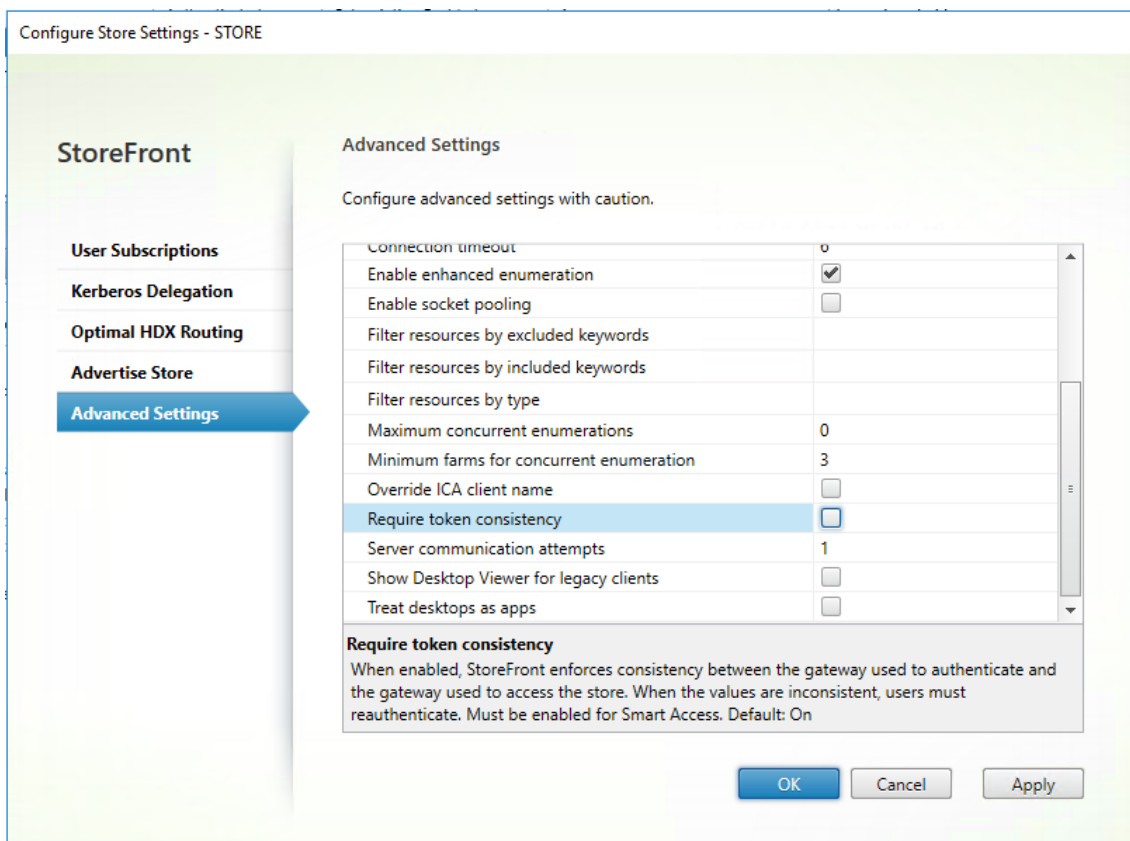 Configure Store Settings - STORE
StoreFront
User Subscriptions
Kerberos Delegation
Optimal HDX Routing
Advertise Store
Advanced Settings
Advanced Settings
Configure advanced settings with caution.
Connection timeout 6
Enable enhanced enumeration
Enable socket pooling
Filter resources by excluded keywords
Filter resources by included keywords
Filter resources by type
Maximum concurrent enumerations 0
Minimum farms for concurrent enumeration 3
Override ICA client name
Require token consistency
Server communication attempts 1
Show Desktop Viewer for legacy clients
Treat desktops as apps
Require token consistency
When enabled, StoreFront enforces consistency between the gateway used to authenticate and
the gateway used to access the store. When the values are inconsistent, users must
reauthenticate. Must be enabled for Smart Access. Default: On
OK Cancel Apply